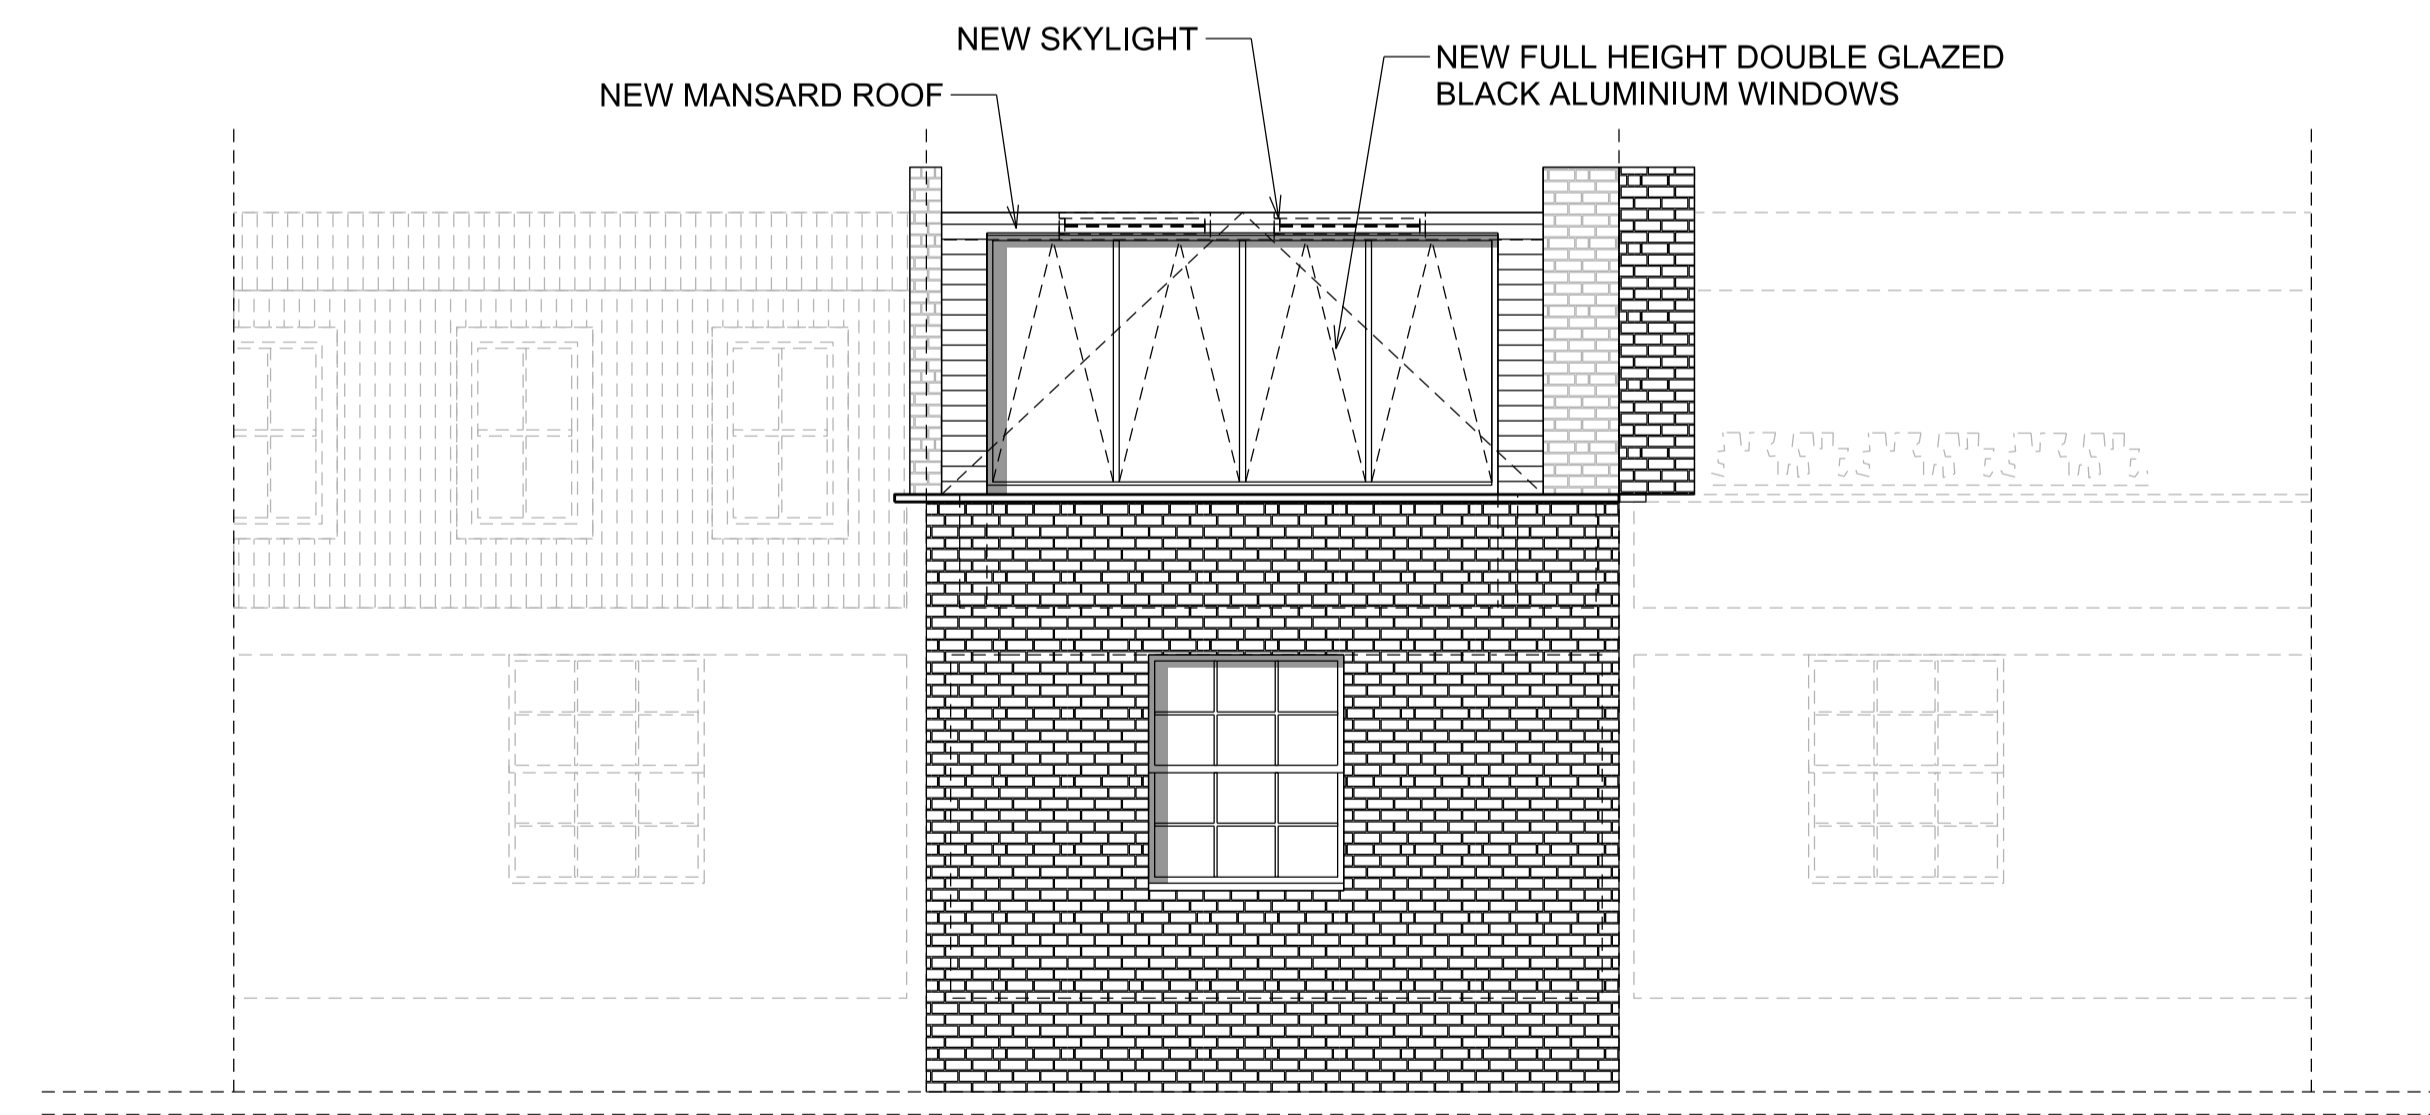 NEW SKYLIGHT
NEW FULL HEIGHT DOUBLE GLAZED
BLACK ALUMINIUM WINDOWS
NEW MANSARD ROOF